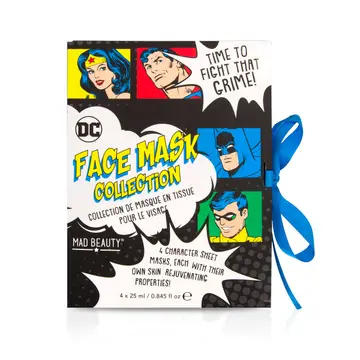 TIME TO
FIGHT THAT
GRIME!
DC
FACE MASK
COLLECTION
COLLECTION DE MASQUE EN TISSUE
POUR LE VISAGE
MAD BEAUTY®
4 CHARACTER SHEET
MASKS, EACH WITH THEIR
OWN SKIN REJUVENATING
PROPERTIES!
4 x 25 ml / 0.845 fl oz ℮